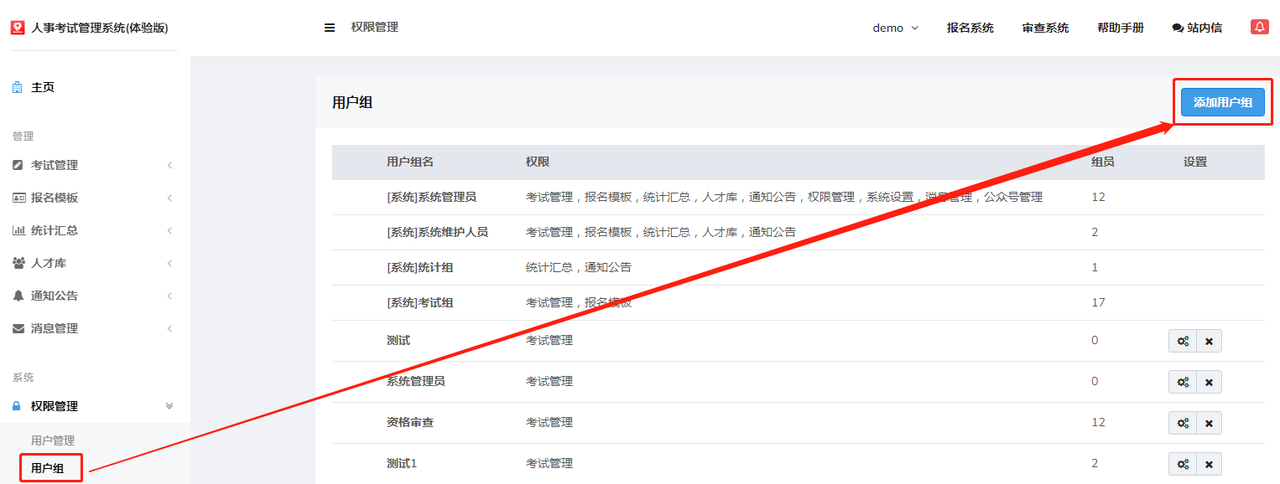 人事考试管理系统(体验版)
权限管理
demo
报名系统
审查系统
帮助手册
站内信
主页
管理
考试管理
报名模板
统计汇总
人才库
通知公告
消息管理
系统
权限管理
用户管理
用户组
用户组
添加用户组
用户组名 权限 组员 设置
[系统]系统管理员 考试管理，报名模板，统计汇总，人才库，通知公告，权限管理，系统设置，消息管理，公众号管理 12
[系统]系统维护人员 考试管理，报名模板，统计汇总，人才库，通知公告 2
[系统]统计组 统计汇总，通知公告 1
[系统]考试组 考试管理，报名模板 17
测试 考试管理 0
系统管理员 考试管理 0
资格审查 考试管理 12
测试1 考试管理 2